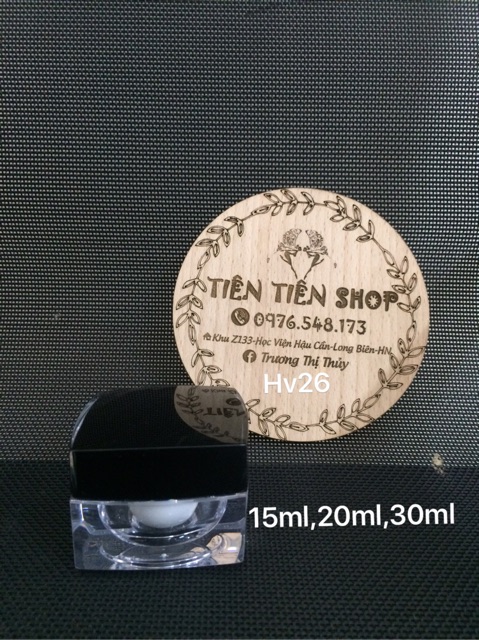 TIÊN TIÊN SHOP
0976.548.173
Khu Z133-Học Viện Hậu Cần-Long Biên-HN
Trương Thị Thủy
Hv26
15ml,20ml,30ml